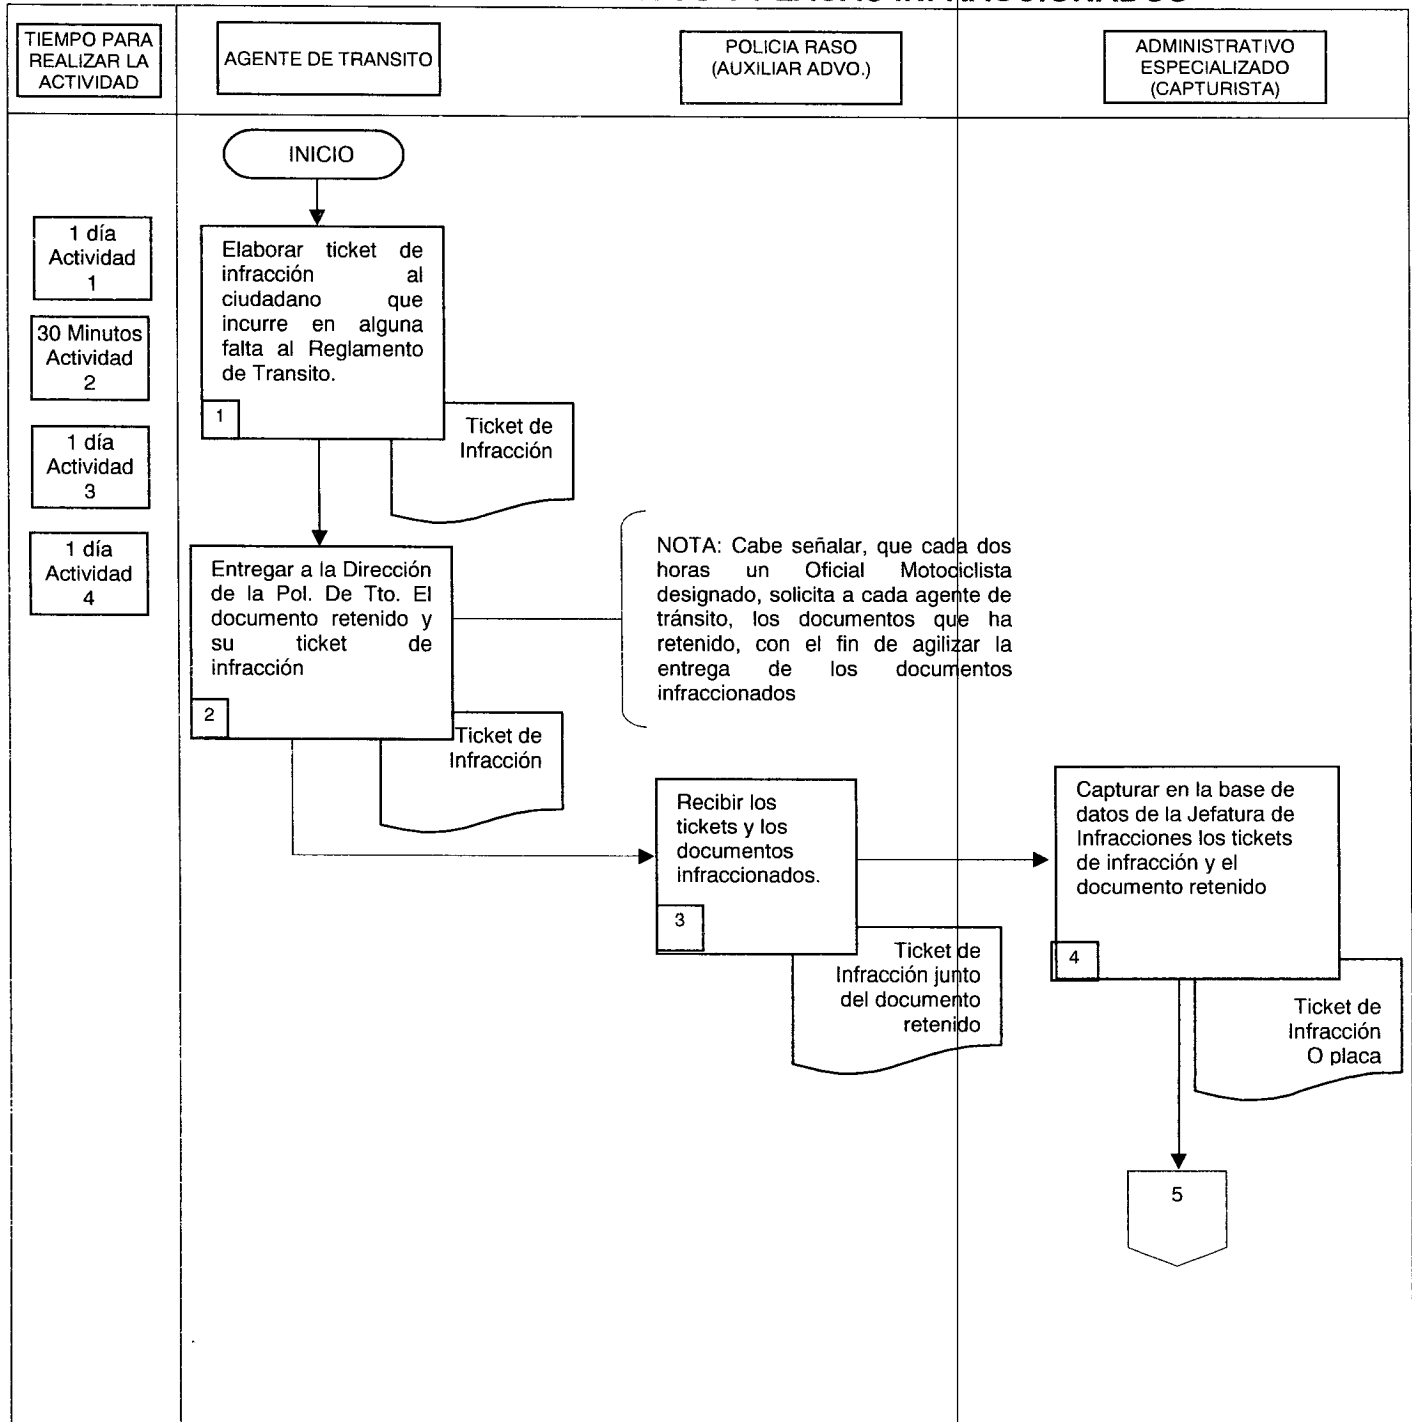 TIEMPO PARA
REALIZAR LA
ACTIVIDAD
AGENTE DE TRANSITO
POLICIA RASO
(AUXILIAR ADVO.)
ADMINISTRATIVO
ESPECIALIZADO
(CAPTURISTA)
INICIO
1 día
Actividad
1
30 Minutos
Actividad
2
1 día
Actividad
3
1 día
Actividad
4
Elaborar ticket de
infracción al
ciudadano que
incurre en alguna
falta al Reglamento
de Transito.
1
Ticket de
Infracción
Entregar a la Dirección
de la Pol. De Tto. El
documento retenido y
su ticket de
infracción
2
Ticket de
Infracción
NOTA: Cabe señalar, que cada dos
horas un Oficial Motociclista
designado, solicita a cada agente de
tránsito, los documentos que ha
retenido, con el fin de agilizar la
entrega de los documentos
infraccionados
Recibir los
tickets y los
documentos
infraccionados.
3
Ticket de
Infracción junto
del documento
retenido
Capturar en la base de
datos de la Jefatura de
Infracciones los tickets
de infracción y el
documento retenido
4
Ticket de
Infracción
O placa
5